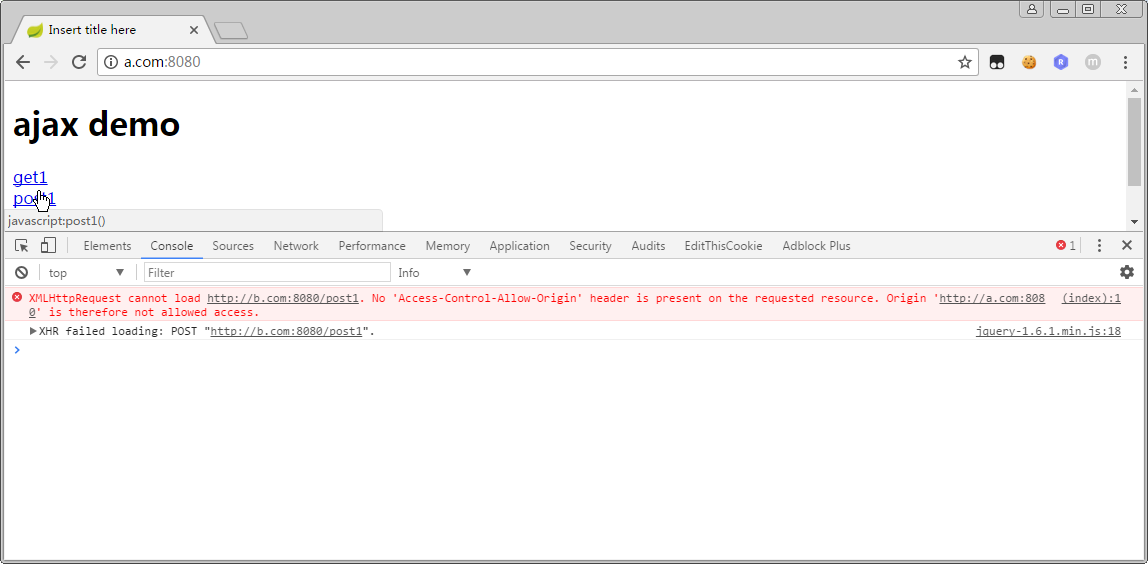 Insert title here
a.com:8080
ajax demo
get1
post1
javascript:post1()
Elements Console Sources Network Performance Memory Application Security Audits EditThisCookie Adblock Plus 1
top Filter Info
XMLHttpRequest cannot load http://b.com:8080/post1. No 'Access-Control-Allow-Origin' header is present on the requested resource. Origin 'http://a.com:808 (index):1
0' is therefore not allowed access.
XHR failed loading: POST "http://b.com:8080/post1". jquery-1.6.1.min.js:18